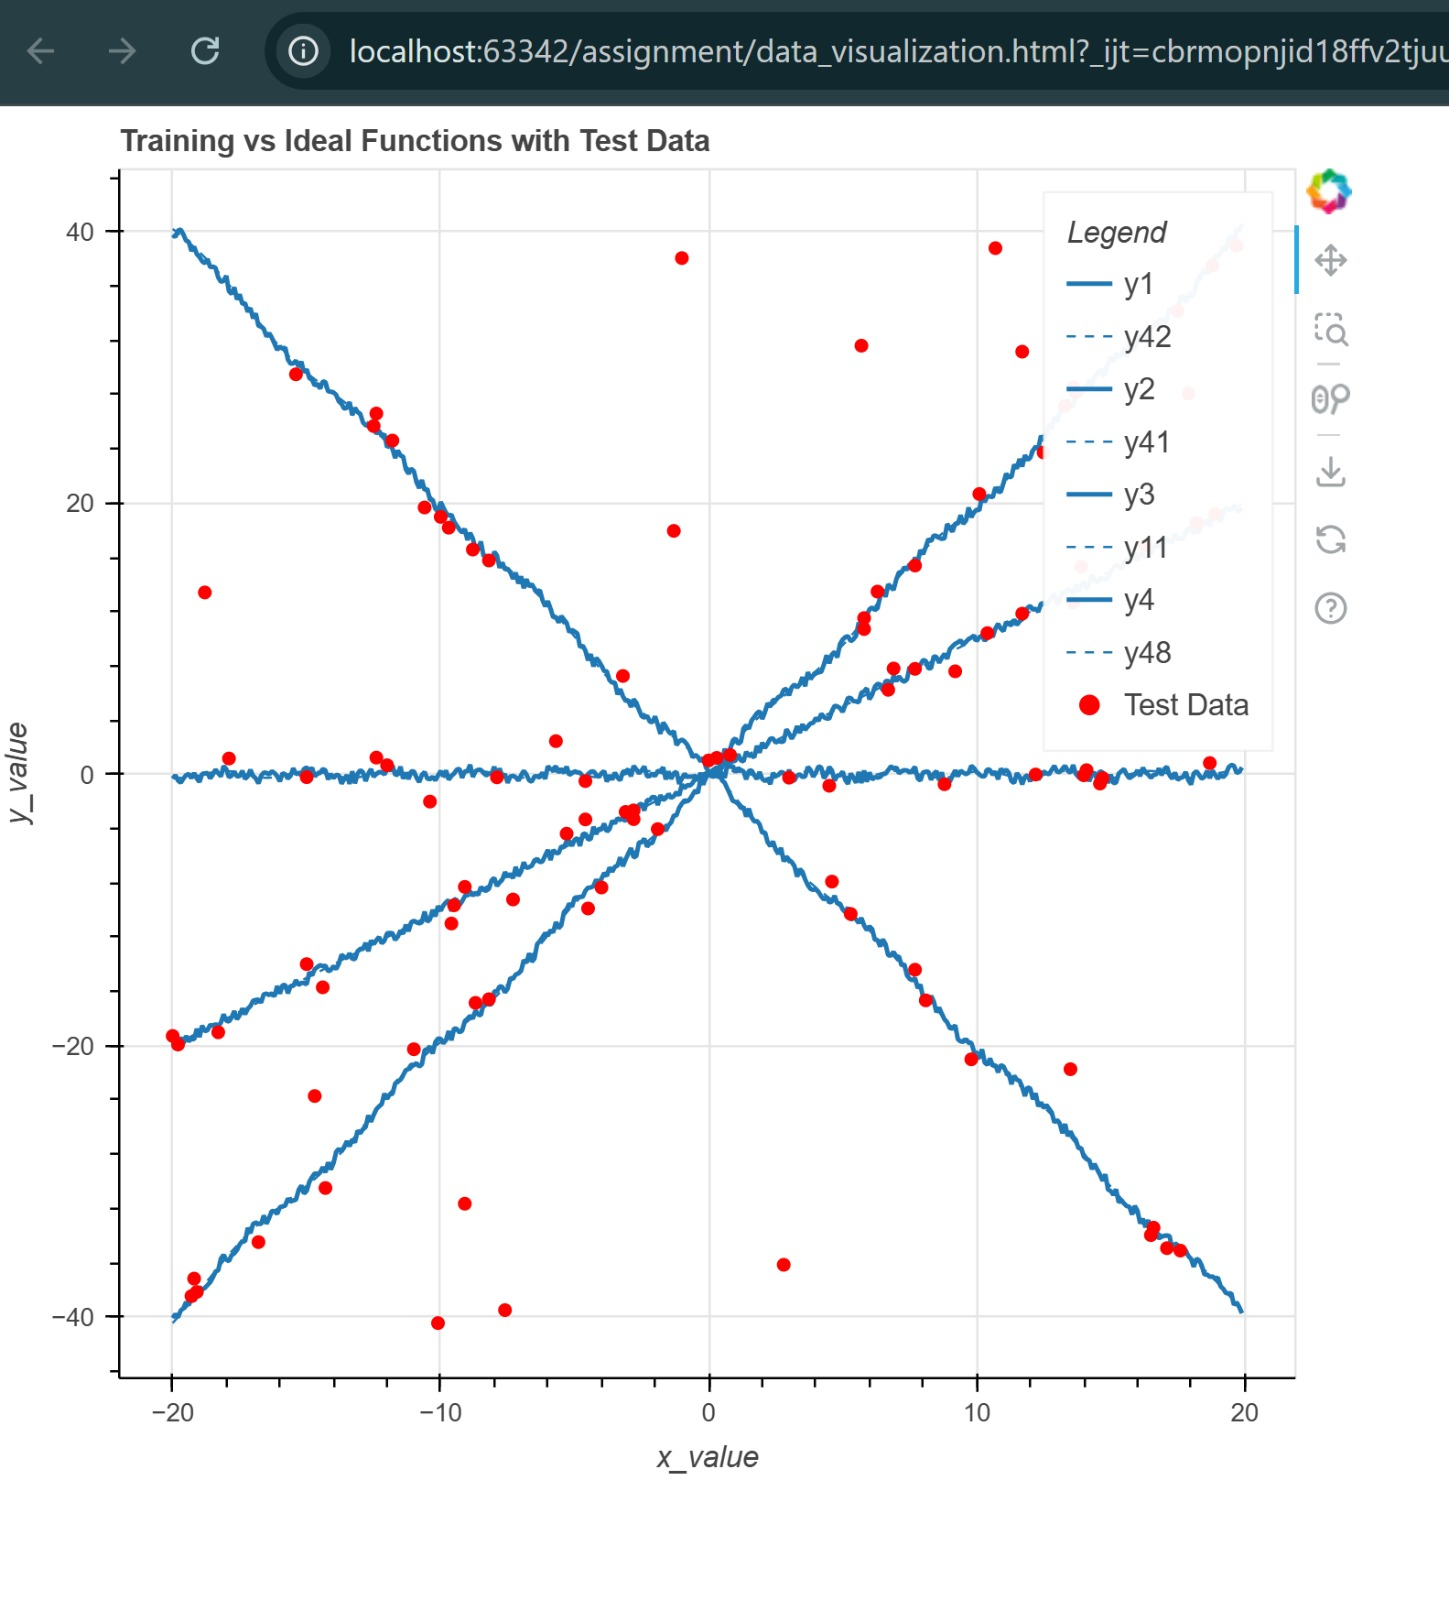 localhost:63342/assignment/data_visualization.html?_ijt=cbrmopnjid18ffv2tjuu
Training vs Ideal Functions with Test Data
Legend
y1
y42
y2
y41
y3
y11
y4
y48
Test Data
40
20
0
−20
−40
y_value
−20
−10
0
10
20
x_value